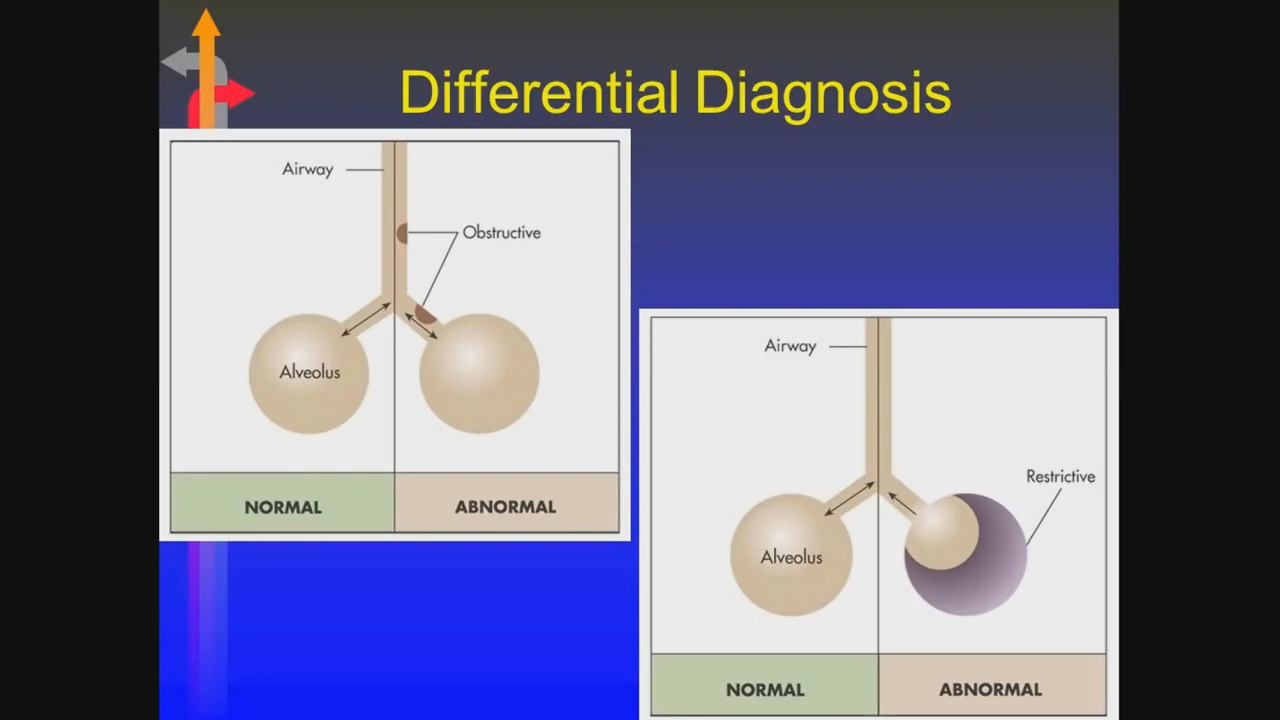 Differential Diagnosis
Airway
Obstructive
Alveolus
NORMAL
ABNORMAL
Airway
Restrictive
Alveolus
NORMAL
ABNORMAL